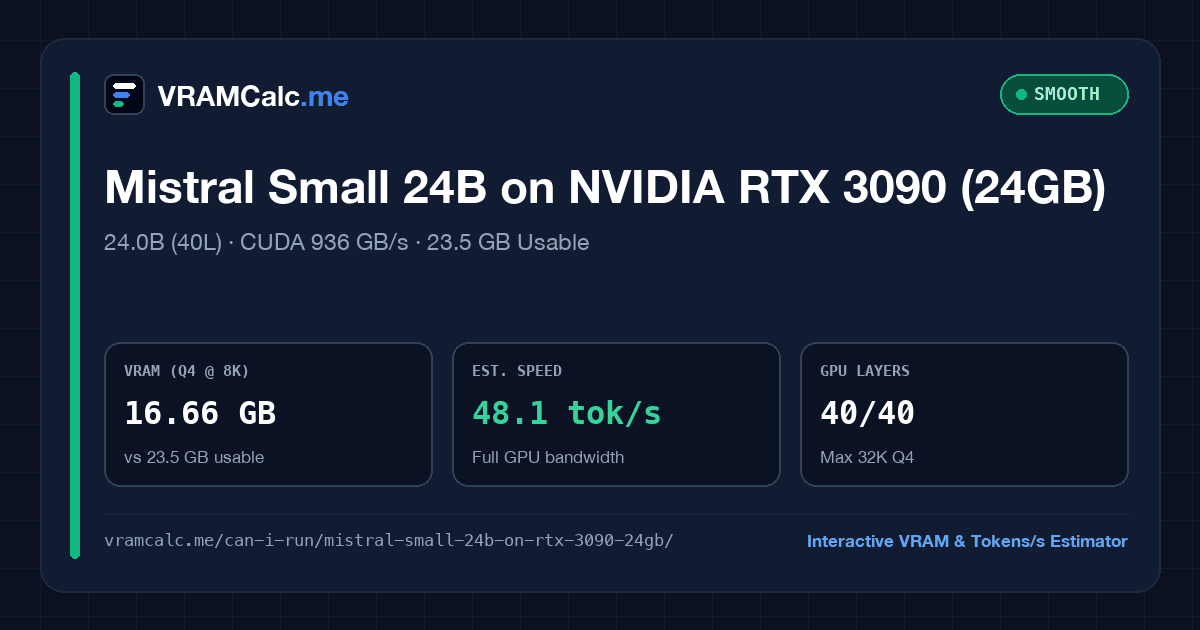 VRAMCalc.me
SMOOTH
Mistral Small 24B on NVIDIA RTX 3090 (24GB)
24.0B (40L) · CUDA 936 GB/s · 23.5 GB Usable
VRAM (Q4 @ 8K)
16.66 GB
vs 23.5 GB usable
EST. SPEED
48.1 tok/s
Full GPU bandwidth
GPU LAYERS
40/40
Max 32K Q4
vramcalc.me/can-i-run/mistral-small-24b-on-rtx-3090-24gb/
Interactive VRAM & Tokens/s Estimator